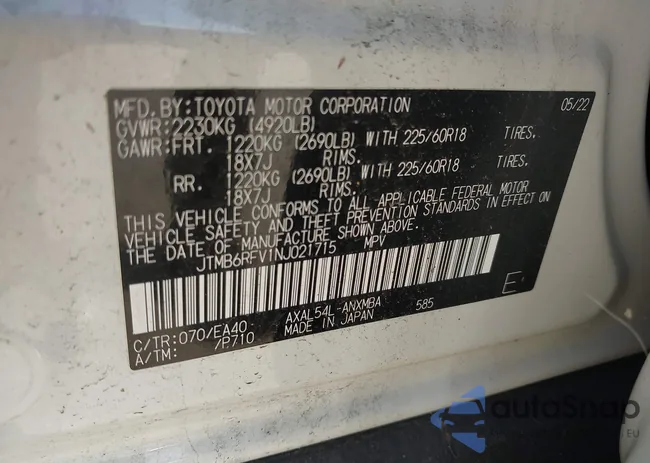 MFD. BY: TOYOTA MOTOR CORPORATION 05/22
GVWR: 2230KG (4920LB)
GAWR: FRT. 1220KG (2690LB) WITH 225/60R18 TIRES.
18X7J RIMS.
RR. 1220KG (2690LB) WITH 225/60R18 TIRES.
18X7J RIMS.
THIS VEHICLE CONFORMS TO ALL APPLICABLE FEDERAL MOTOR
VEHICLE SAFETY AND THEFT PREVENTION STANDARDS IN EFFECT ON
THE DATE OF MANUFACTURE SHOWN ABOVE.
JTMB6RFV1NJ021715 MPV
C/TR: 070/EA40 AXAL54L-ANXMBA 585 E
A/TM: /P710 MADE IN JAPAN
autoSnap
EU